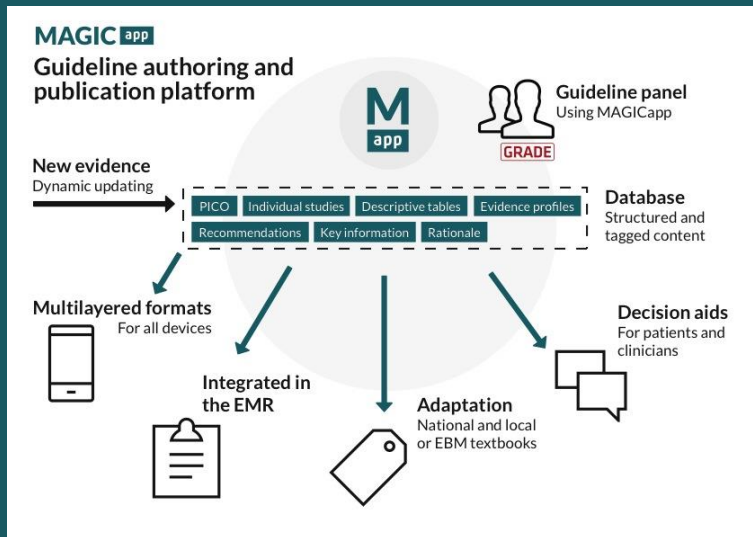 MAGIC app
Guideline authoring and
publication platform
M
app
Guideline panel
Using MAGICapp
GRADE
New evidence
Dynamic updating
PICO Individual studies Descriptive tables Evidence profiles
Recommendations Key information Rationale
Database
Structured and
tagged content
Multilayered formats
For all devices
Integrated in
the EMR
Adaptation
National and local
or EBM textbooks
Decision aids
For patients and
clinicians